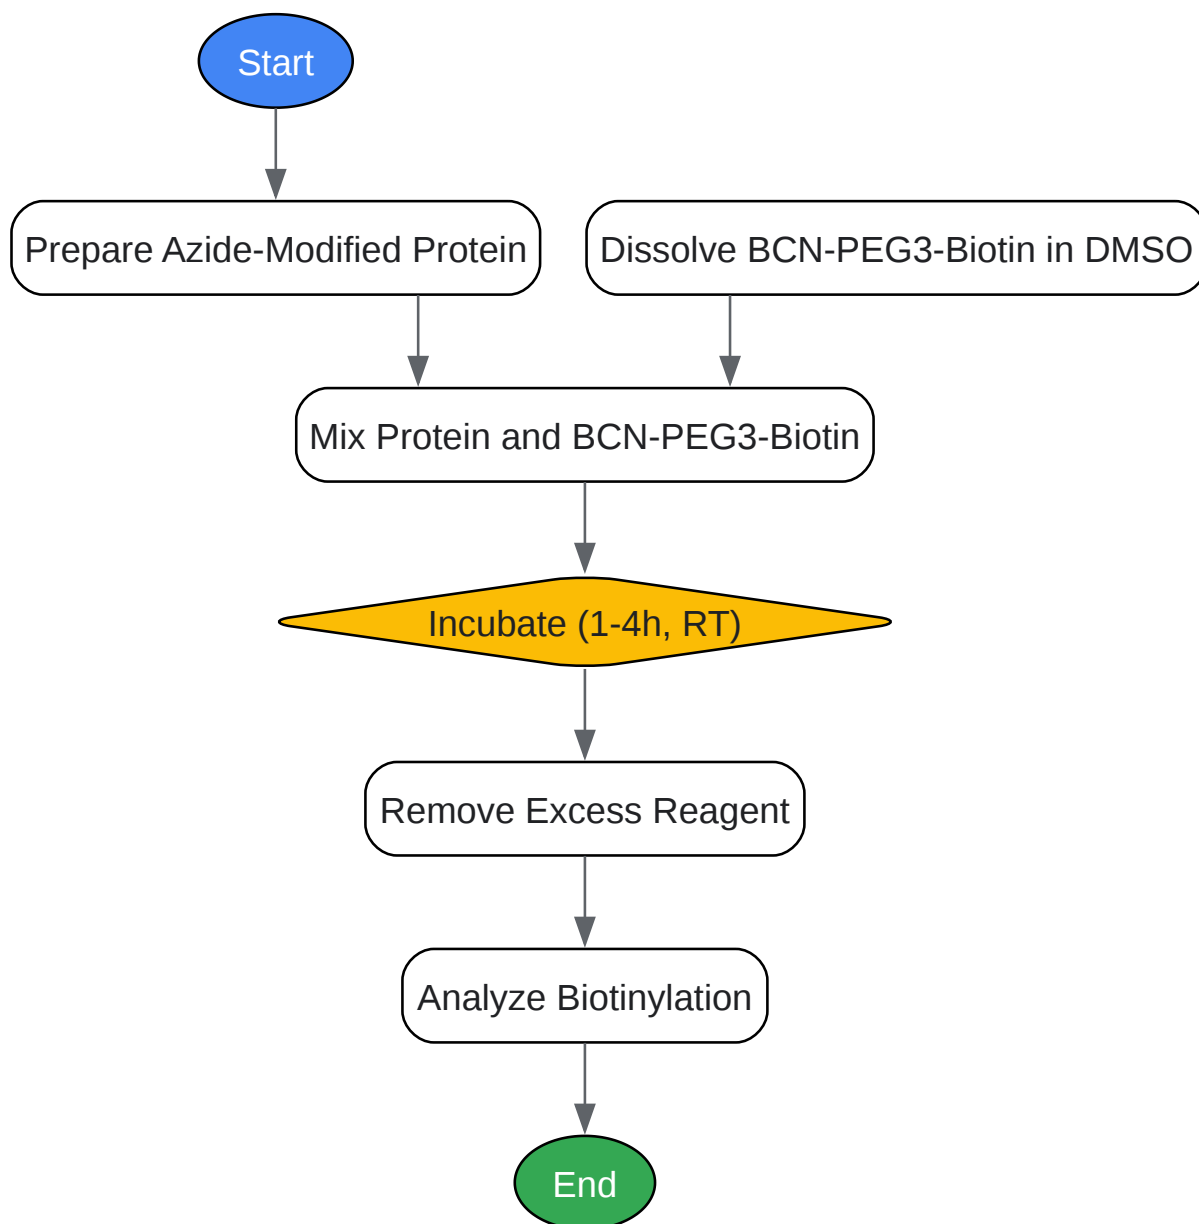 Start
Prepare Azide-Modified Protein
Dissolve BCN-PEG3-Biotin in DMSO
Mix Protein and BCN-PEG3-Biotin
Incubate (1-4h, RT)
Remove Excess Reagent
Analyze Biotinylation
End